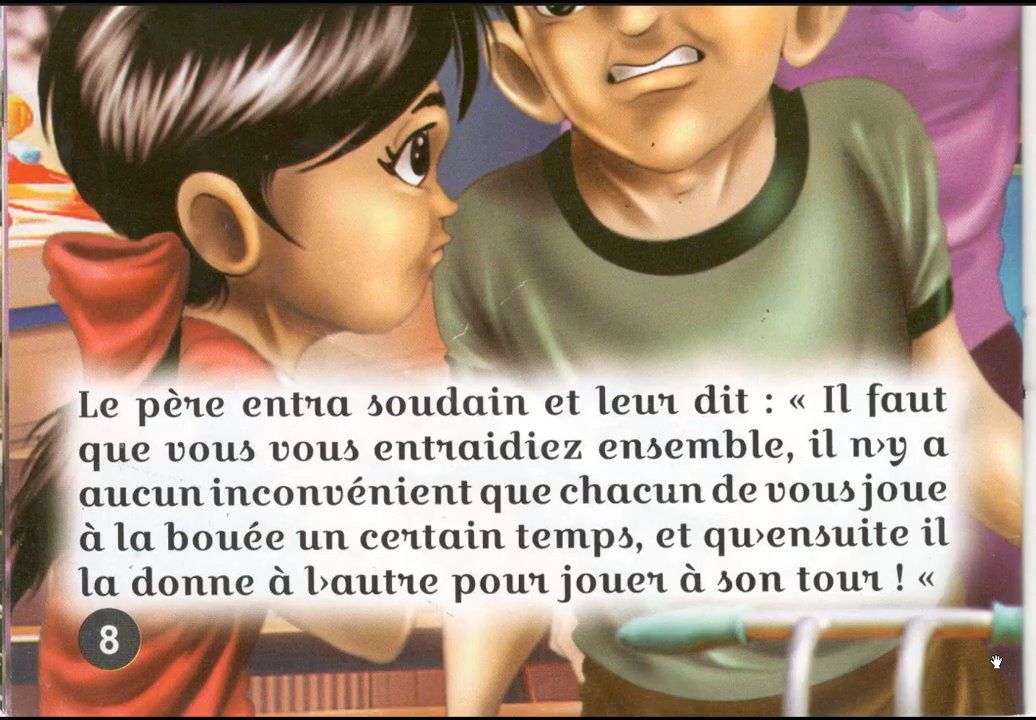 Le père entra soudain et leur dit : « Il faut
que vous vous entraidiez ensemble, il n›y a
aucun inconvénient que chacun de vous joue
à la bouée un certain temps, et qu›ensuite il
la donne à l›autre pour jouer à son tour ! «
8